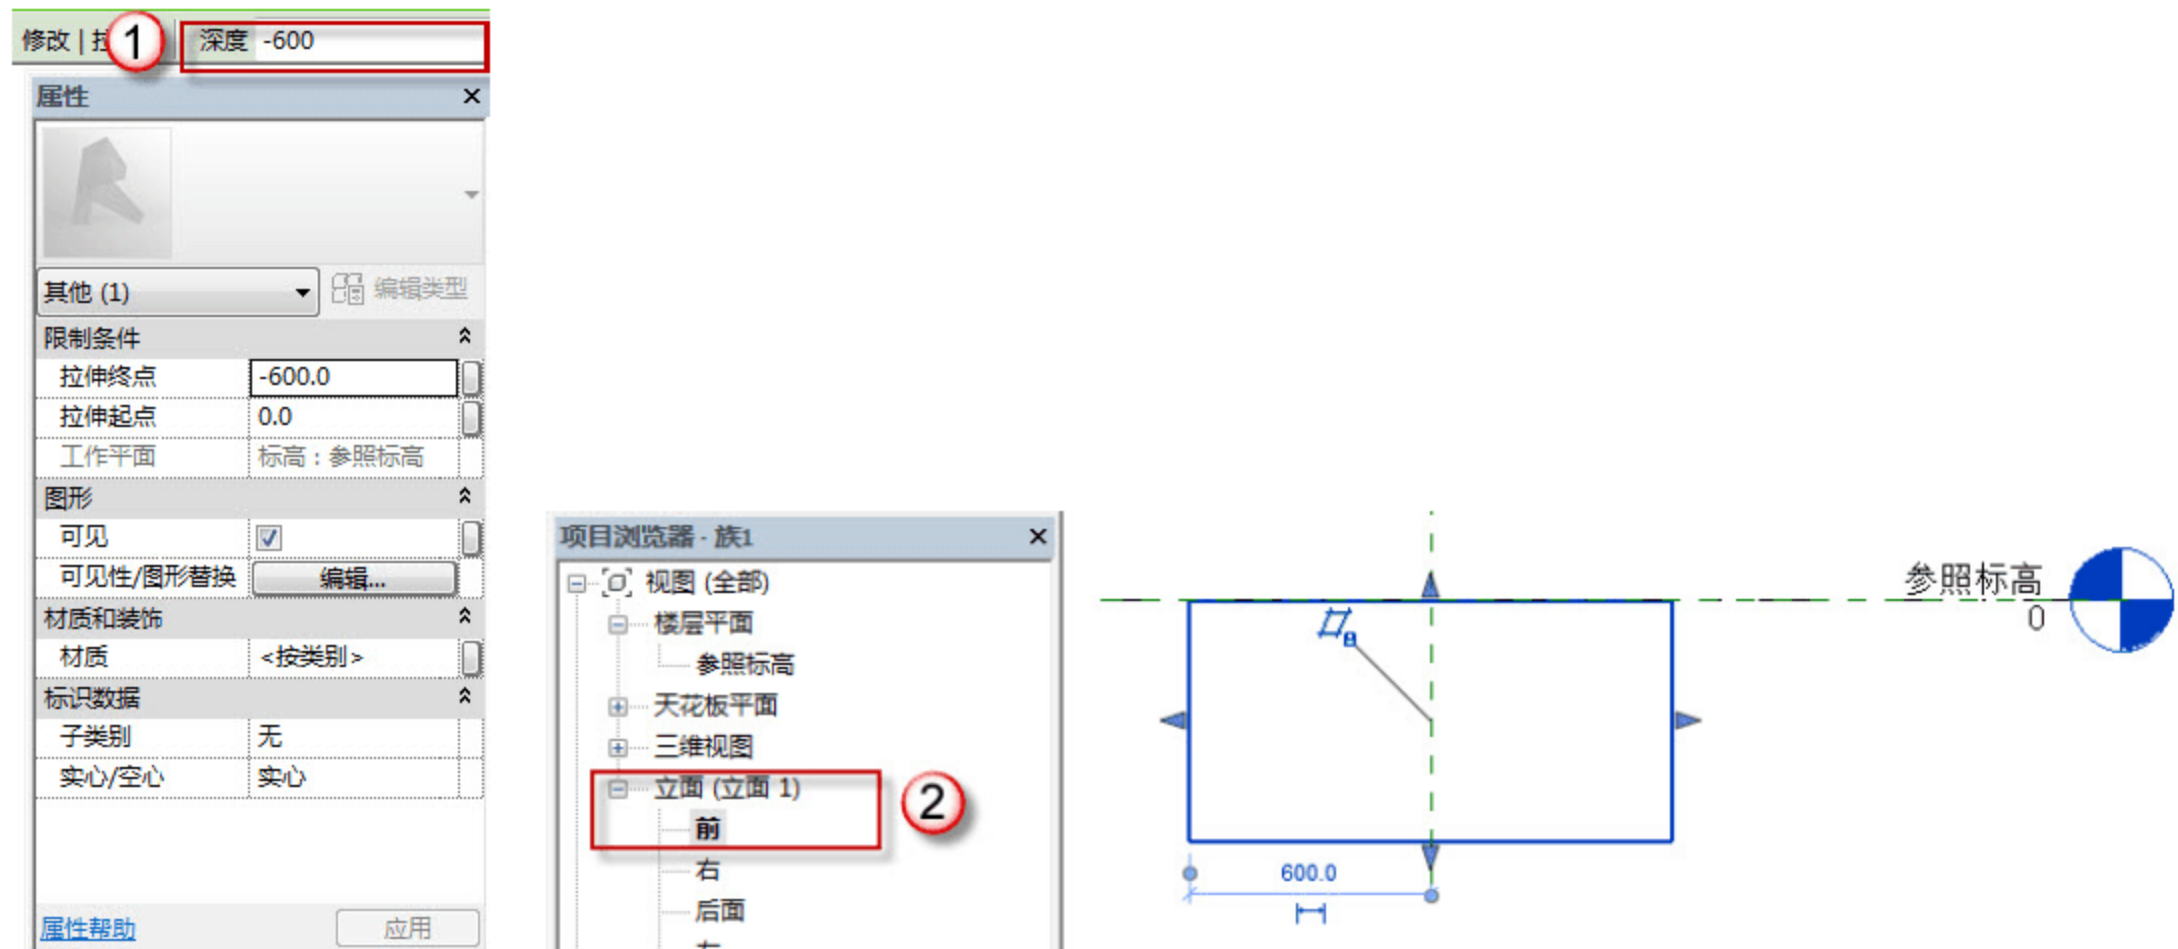 修改 | 拉
1
深度 -600
属性
其他 (1)
编辑类型
限制条件
拉伸终点 -600.0
拉伸起点 0.0
工作平面 标高 : 参照标高
图形
可见
可见性/图形替换 编辑...
材质和装饰
材质 <按类别>
标识数据
子类别 无
实心/空心 实心
属性帮助 应用
项目浏览器 - 族1
视图 (全部)
楼层平面
参照标高
天花板平面
三维视图
立面 (立面 1)
前
2
右
后面
参照标高
0
600.0